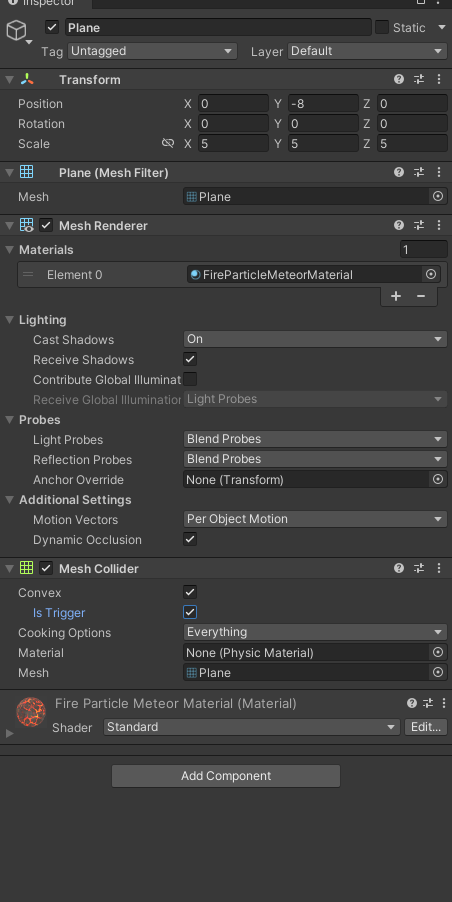 Inspector
Plane
Static
Tag Untagged Layer Default
Transform
Position X 0 Y -8 Z 0
Rotation X 0 Y 0 Z 0
Scale X 5 Y 5 Z 5
Plane (Mesh Filter)
Mesh Plane
Mesh Renderer
Materials 1
Element 0 FireParticleMeteorMaterial
+ −
Lighting
Cast Shadows On
Receive Shadows
Contribute Global Illuminat
Receive Global Illumination Light Probes
Probes
Light Probes Blend Probes
Reflection Probes Blend Probes
Anchor Override None (Transform)
Additional Settings
Motion Vectors Per Object Motion
Dynamic Occlusion
Mesh Collider
Convex
Is Trigger
Cooking Options Everything
Material None (Physic Material)
Mesh Plane
Fire Particle Meteor Material (Material)
Shader Standard Edit...
Add Component